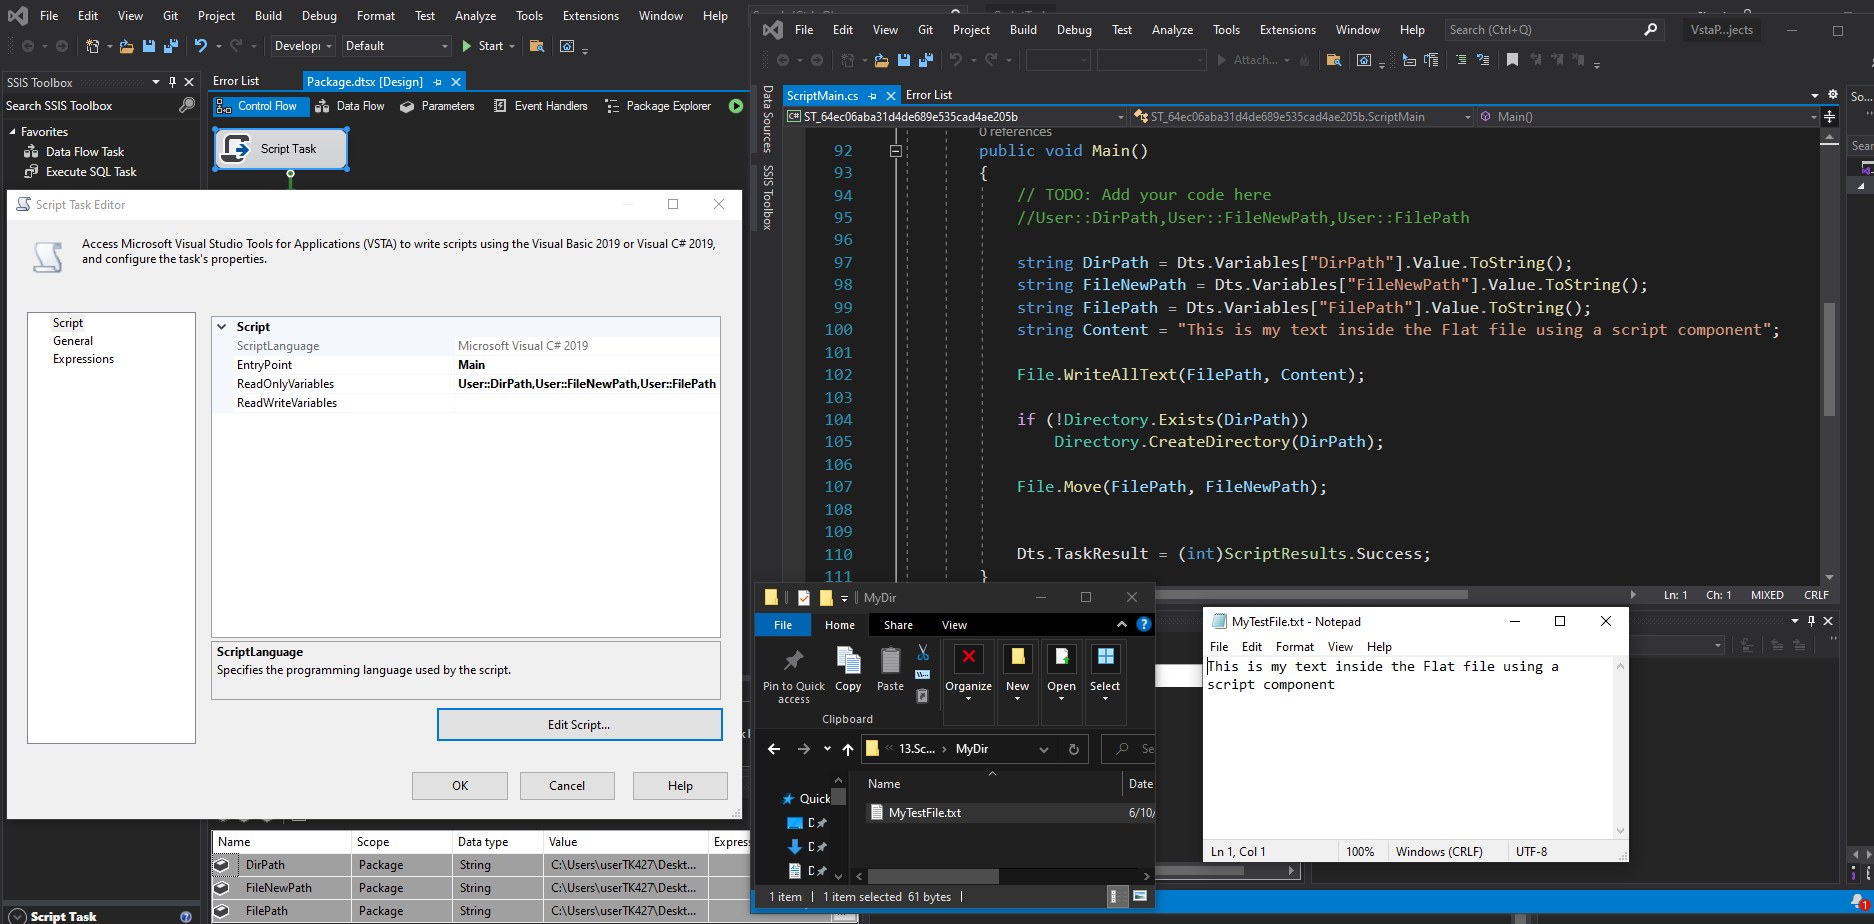 File Edit View Git Project Build Debug Format Test Analyze Tools Extensions Window Help
Developi Default Start
SSIS Toolbox
Search SSIS Toolbox
Favorites
Data Flow Task
Execute SQL Task
Error List Package.dtsx [Design]
Control Flow Data Flow Parameters Event Handlers Package Explorer
Script Task
Script Task Editor
Access Microsoft Visual Studio Tools for Applications (VSTA) to write scripts using the Visual Basic 2019 or Visual C# 2019,
and configure the task's properties.
Script
General
Expressions
Script
ScriptLanguage Microsoft Visual C# 2019
EntryPoint Main
ReadOnlyVariables User::DirPath,User::FileNewPath,User::FilePath
ReadWriteVariables
ScriptLanguage
Specifies the programming language used by the script.
Edit Script...
OK Cancel Help
Name Scope Data type Value Express
DirPath Package String C:\Users\userTK427\Deskt...
FileNewPath Package String C:\Users\userTK427\Deskt...
FilePath Package String C:\Users\userTK427\Deskt...
Script Task
File Edit View Git Project Build Debug Test Analyze Tools Extensions Window Help Search (Ctrl+Q) VstaP...jects
Attach...
Data Sources
SSIS Toolbox
ScriptMain.cs Error List So...
ST_64ec06aba31d4de689e535cad4ae205b ST_64ec06aba31d4de689e535cad4ae205b.ScriptMain Main()
Sear
0 references
92 public void Main()
93 {
94 // TODO: Add your code here
95 //User::DirPath,User::FileNewPath,User::FilePath
96
97 string DirPath = Dts.Variables["DirPath"].Value.ToString();
98 string FileNewPath = Dts.Variables["FileNewPath"].Value.ToString();
99 string FilePath = Dts.Variables["FilePath"].Value.ToString();
100 string Content = "This is my text inside the Flat file using a script component";
101
102 File.WriteAllText(FilePath, Content);
103
104 if (!Directory.Exists(DirPath))
105 Directory.CreateDirectory(DirPath);
106
107 File.Move(FilePath, FileNewPath);
108
109
110 Dts.TaskResult = (int)ScriptResults.Success;
111 }
Ln: 1 Ch: 1 MIXED CRLF
MyDir
File Home Share View
Pin to Quick access Copy Paste Organize New Open Select
Clipboard
13.Sc... MyDir Se
Name Date
Quick
MyTestFile.txt 6/10/
D
D
D
1 item 1 item selected 61 bytes
MyTestFile.txt - Notepad
File Edit Format View Help
This is my text inside the Flat file using a
script component
Ln 1, Col 1 100% Windows (CRLF) UTF-8
1